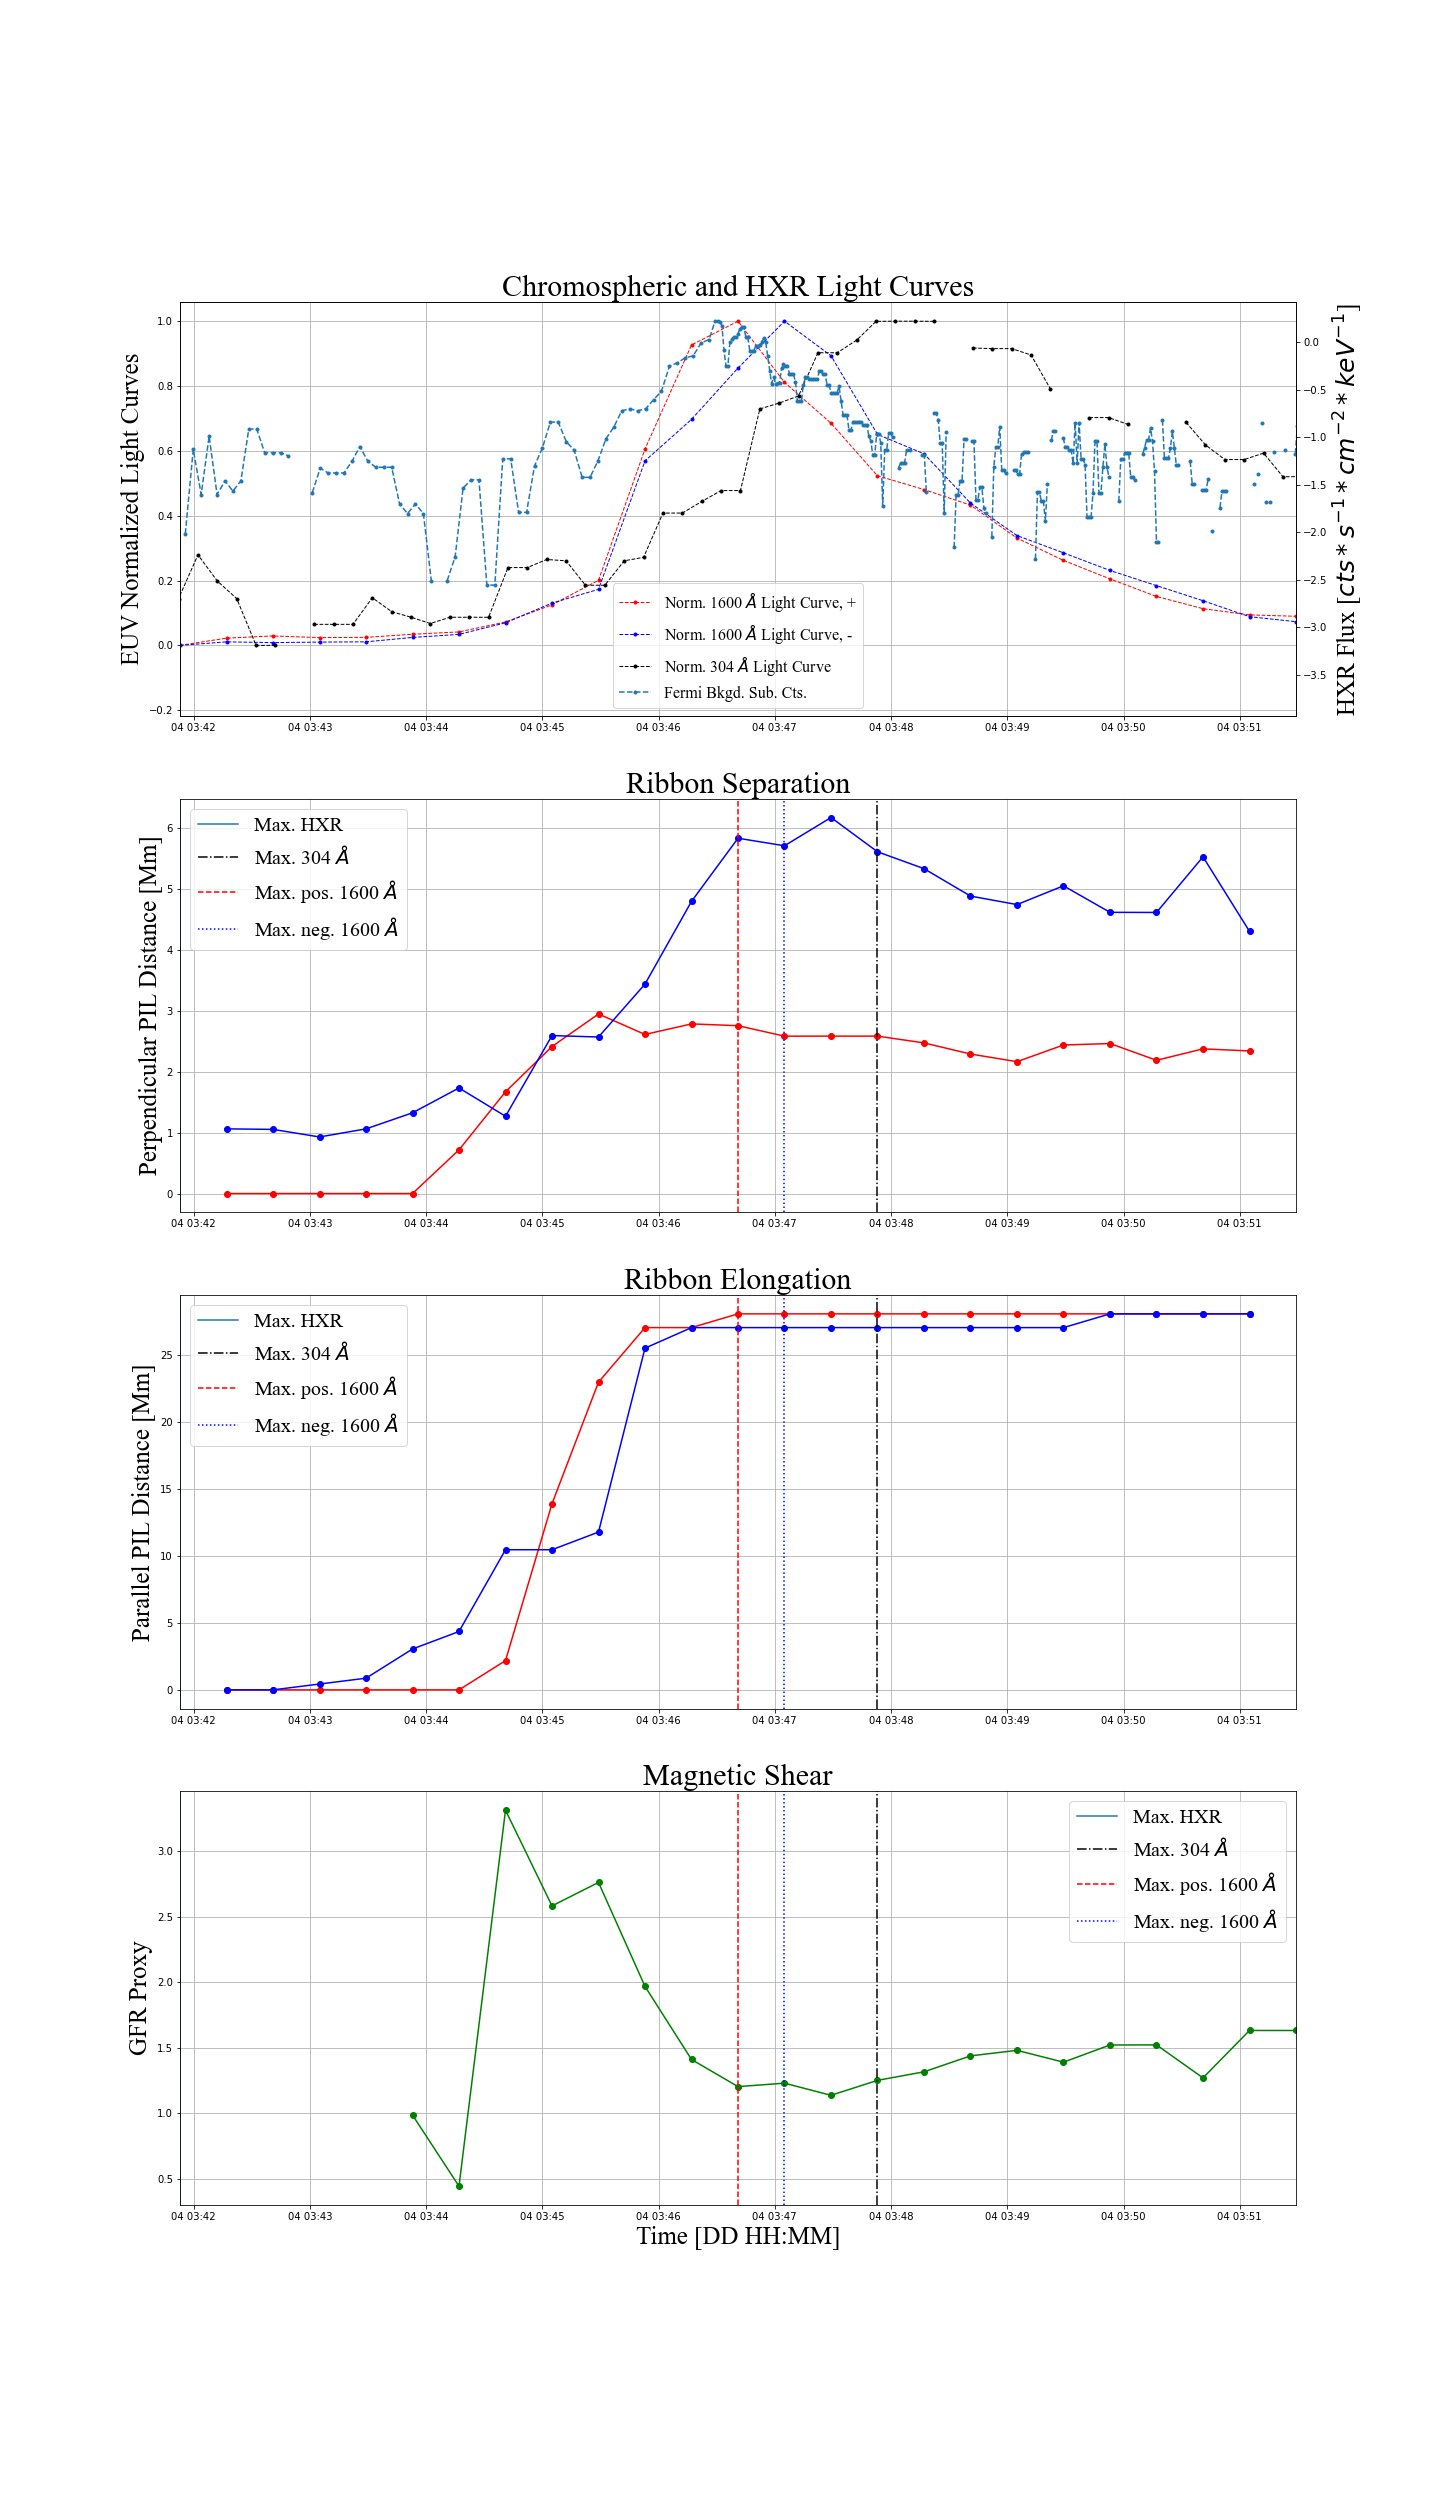 Chromospheric and HXR Light Curves
EUV Normalized Light Curves
1.0
0.8
0.6
0.4
0.2
0.0
−0.2
0.0
−0.5
−1.0
−1.5
−2.0
−2.5
−3.0
−3.5
HXR Flux [cts * s⁻¹ * cm⁻² * keV⁻¹]
Norm. 1600 Å Light Curve, +
Norm. 1600 Å Light Curve, -
Norm. 304 Å Light Curve
Fermi Bkgd. Sub. Cts.
04 03:42 04 03:43 04 03:44 04 03:45 04 03:46 04 03:47 04 03:48 04 03:49 04 03:50 04 03:51
Ribbon Separation
Perpendicular PIL Distance [Mm]
6
5
4
3
2
1
0
Max. HXR
Max. 304 Å
Max. pos. 1600 Å
Max. neg. 1600 Å
04 03:42 04 03:43 04 03:44 04 03:45 04 03:46 04 03:47 04 03:48 04 03:49 04 03:50 04 03:51
Ribbon Elongation
Parallel PIL Distance [Mm]
25
20
15
10
5
0
Max. HXR
Max. 304 Å
Max. pos. 1600 Å
Max. neg. 1600 Å
04 03:42 04 03:43 04 03:44 04 03:45 04 03:46 04 03:47 04 03:48 04 03:49 04 03:50 04 03:51
Magnetic Shear
GFR Proxy
3.0
2.5
2.0
1.5
1.0
0.5
Max. HXR
Max. 304 Å
Max. pos. 1600 Å
Max. neg. 1600 Å
04 03:42 04 03:43 04 03:44 04 03:45 04 03:46 04 03:47 04 03:48 04 03:49 04 03:50 04 03:51
Time [DD HH:MM]